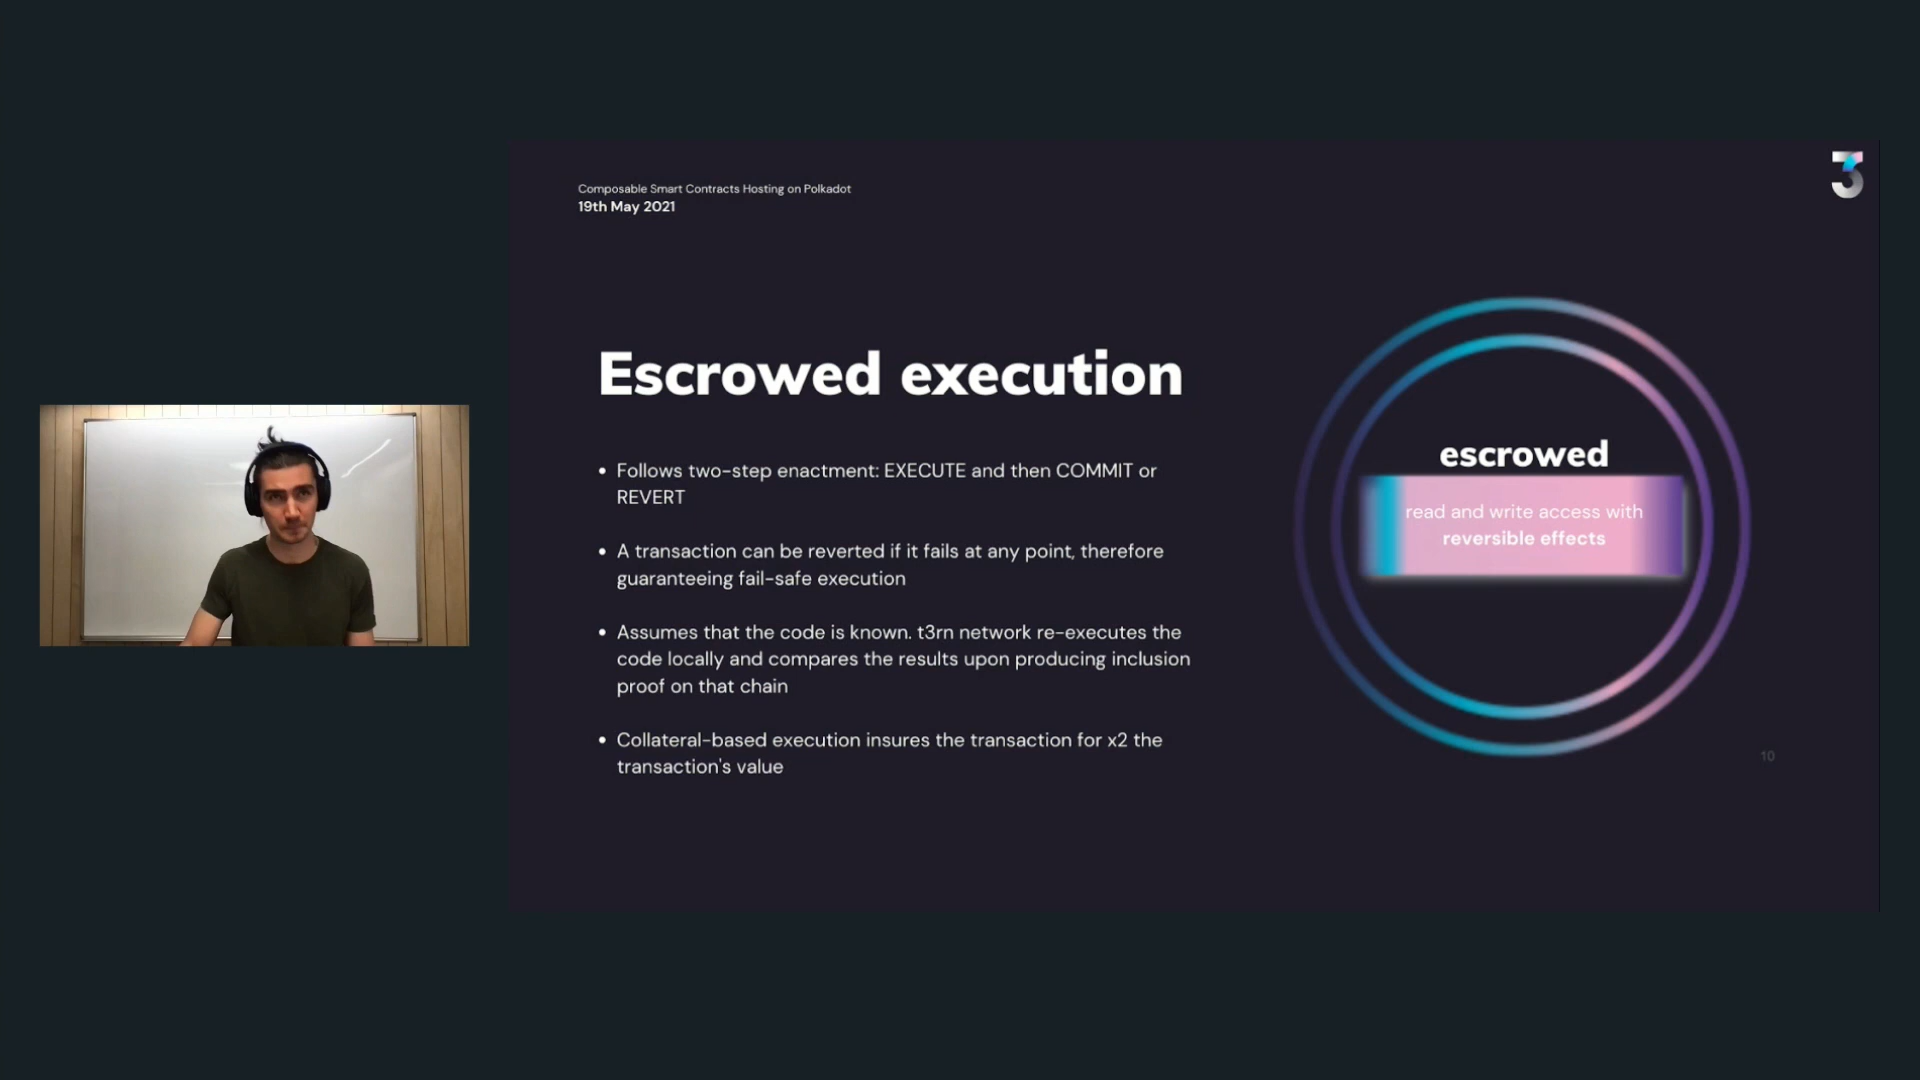 Composable Smart Contracts Hosting on Polkadot
19th May 2021
3
Escrowed execution
• Follows two-step enactment: EXECUTE and then COMMIT or
REVERT
• A transaction can be reverted if it fails at any point, therefore
guaranteeing fail-safe execution
• Assumes that the code is known. t3rn network re-executes the
code locally and compares the results upon producing inclusion
proof on that chain
• Collateral-based execution insures the transaction for x2 the
transaction's value
escrowed
read and write access with
reversible effects
10